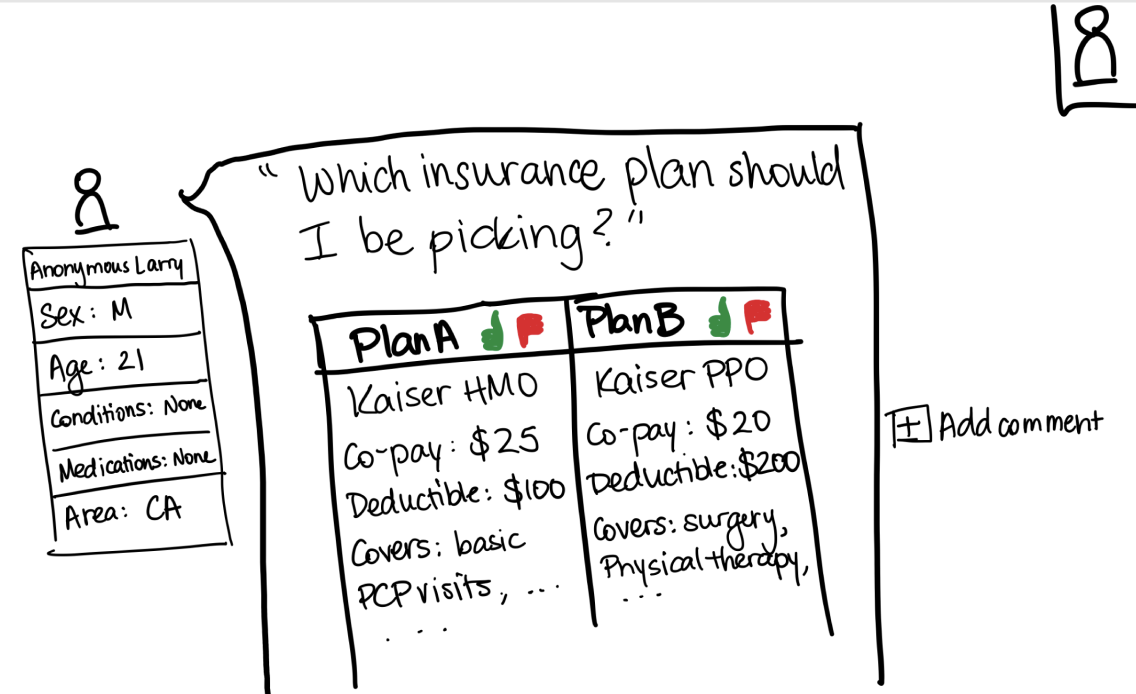 "Which insurance plan should
I be picking?"
Anonymous Larry
Sex: M
Age: 21
Conditions: None
Medications: None
Area: CA
Plan A
Kaiser HMO
Co-pay: $25
Deductible: $100
Covers: basic
PCP visits, ...
...
Plan B
Kaiser PPO
Co-pay: $20
Deductible: $200
Covers: surgery,
Physical therapy,
...
+ Add comment